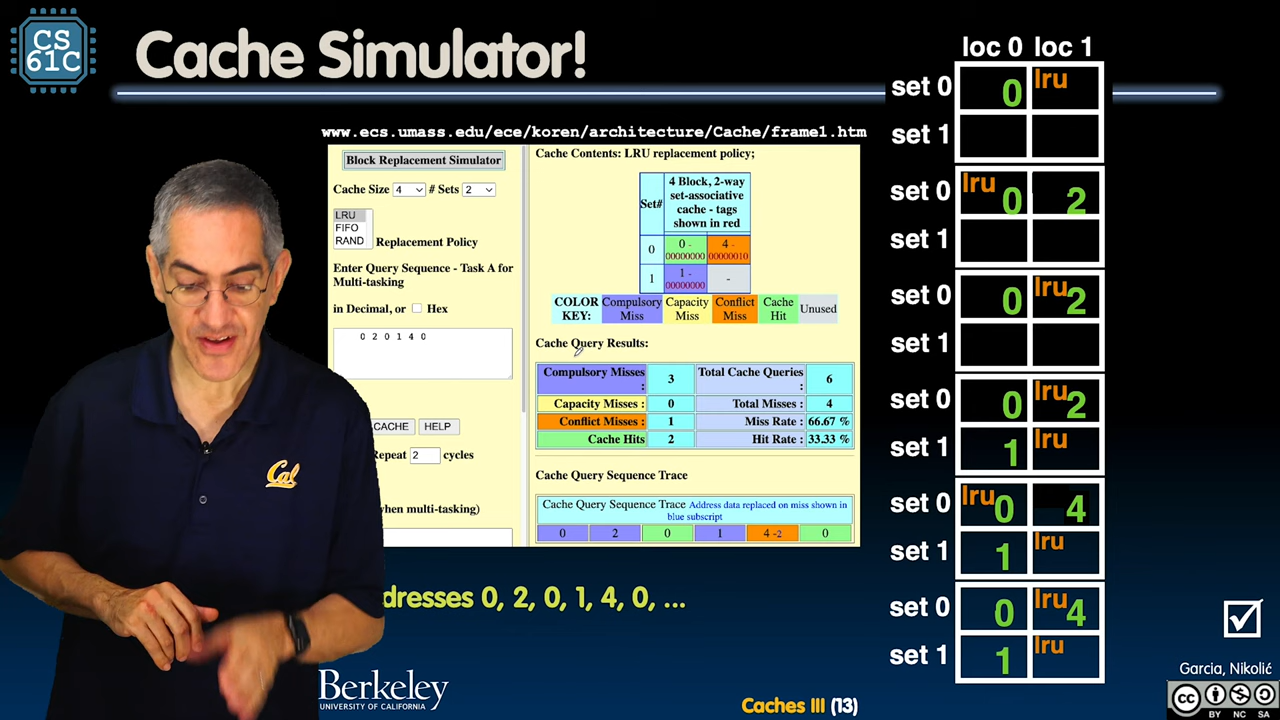 CS
61C
Cache Simulator!
www.ecs.umass.edu/ece/koren/architecture/Cache/frame1.htm
Block Replacement Simulator
Cache Size 4 # Sets 2
LRU
FIFO
RAND
Replacement Policy
Enter Query Sequence - Task A for
Multi-tasking
in Decimal, or Hex
0 2 0 1 4 0
CACHE HELP
Repeat 2 cycles
when multi-tasking)
Cache Contents: LRU replacement policy;
Set#
4 Block, 2-way
set-associative
cache - tags
shown in red
0
0 -
00000000
4 -
00000010
1
1 -
00000000
-
COLOR
KEY:
Compulsory
Miss
Capacity
Miss
Conflict
Miss
Cache
Hit
Unused
Cache Query Results:
Compulsory Misses : 3 Total Cache Queries : 6
Capacity Misses : 0 Total Misses : 4
Conflict Misses : 1 Miss Rate : 66.67 %
Cache Hits 2 Hit Rate : 33.33 %
Cache Query Sequence Trace
Cache Query Sequence Trace Address data replaced on miss shown in
blue subscript
0 2 0 1 4 -2 0
dresses 0, 2, 0, 1, 4, 0, ...
loc 0 loc 1
set 0 0 lru
set 1
set 0 lru 0 2
set 1
set 0 0 lru 2
set 1
set 0 0 lru 2
set 1 1 lru
set 0 lru 0 4
set 1 1 lru
set 0 0 lru 4
set 1 1 lru
Cal
Berkeley
UNIVERSITY OF CALIFORNIA
Caches III (13)
Garcia, Nikolić
cc
BY NC SA